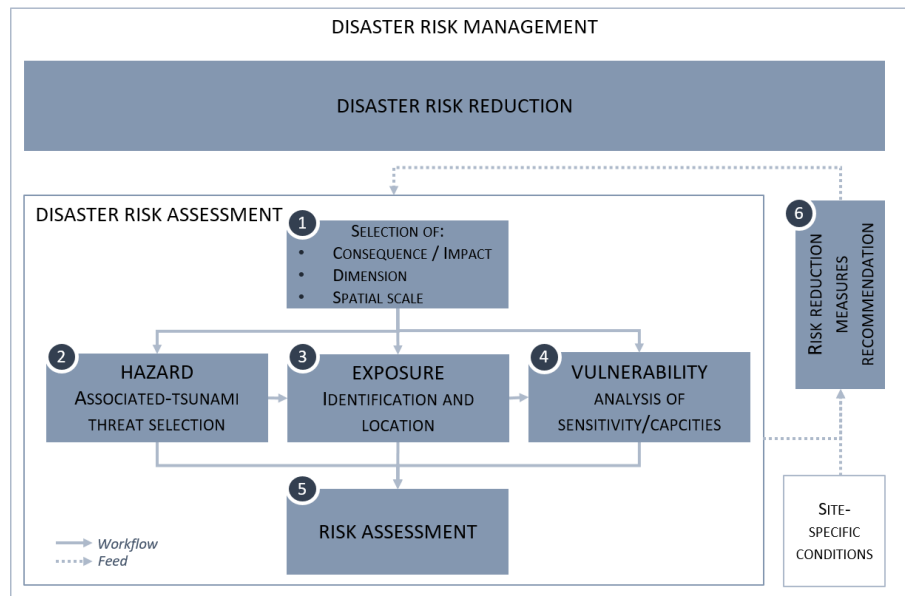 DISASTER RISK MANAGEMENT
DISASTER RISK REDUCTION
DISASTER RISK ASSESSMENT
1
SELECTION OF:
• CONSEQUENCE / IMPACT
• DIMENSION
• SPATIAL SCALE
2
HAZARD
ASSOCIATED-TSUNAMI
THREAT SELECTION
3
EXPOSURE
IDENTIFICATION AND
LOCATION
4
VULNERABILITY
ANALYSIS OF
SENSITIVITY/CAPCITIES
5
RISK ASSESSMENT
6
RISK REDUCTION
MEASURES
RECOMMENDATION
SITE-
SPECIFIC
CONDITIONS
Workflow
Feed